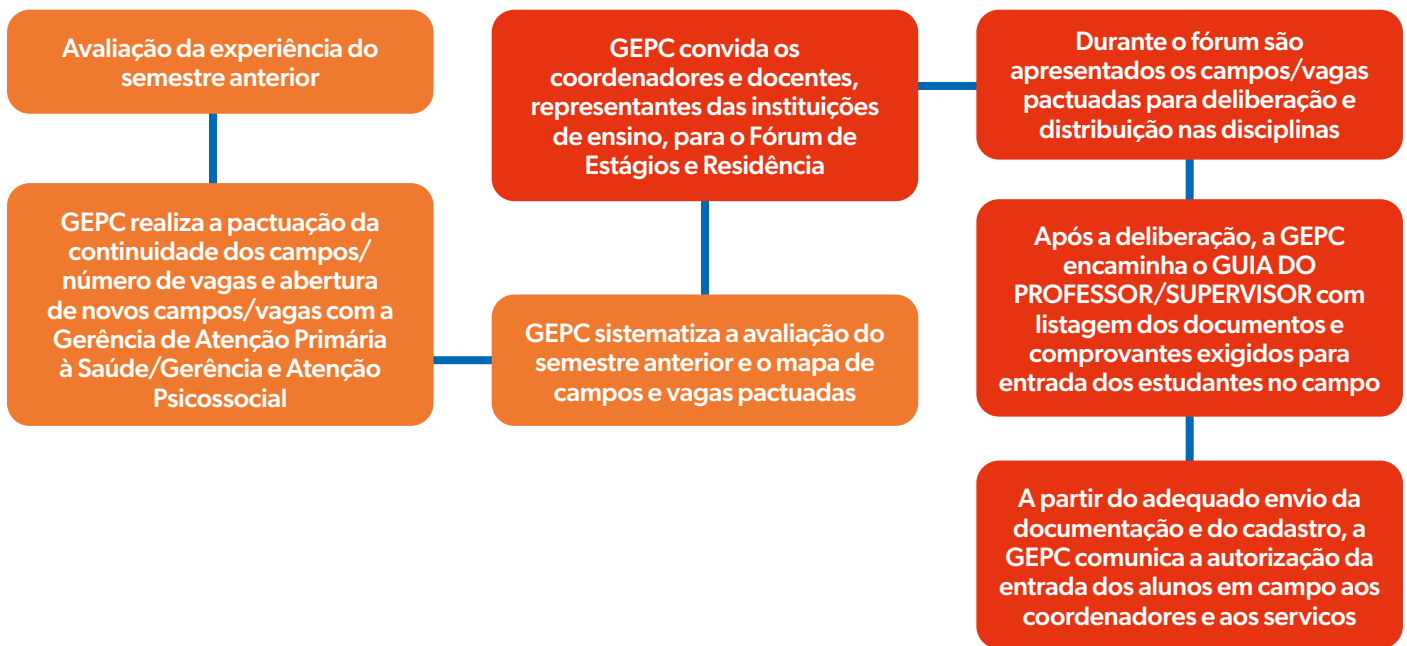 Avaliação da experiência do
semestre anterior
GEPC realiza a pactuação da
continuidade dos campos/
número de vagas e abertura
de novos campos/vagas com a
Gerência de Atenção Primária
à Saúde/Gerência e Atenção
Psicossocial
GEPC sistematiza a avaliação do
semestre anterior e o mapa de
campos e vagas pactuadas
GEPC convida os
coordenadores e docentes,
representantes das instituições
de ensino, para o Fórum de
Estágios e Residência
Durante o fórum são
apresentados os campos/vagas
pactuadas para deliberação e
distribuição nas disciplinas
Após a deliberação, a GEPC
encaminha o GUIA DO
PROFESSOR/SUPERVISOR com
listagem dos documentos e
comprovantes exigidos para
entrada dos estudantes no campo
A partir do adequado envio da
documentação e do cadastro, a
GEPC comunica a autorização da
entrada dos alunos em campo aos
coordenadores e aos servicos